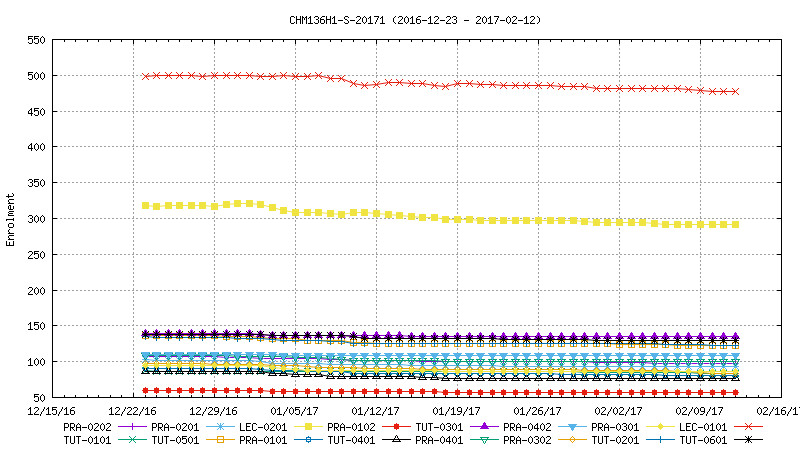 CHM136H1-S-20171 (2016-12-23 - 2017-02-12)
550
500
450
400
350
300
250
200
150
100
50
Enrolment
12/15/16 12/22/16 12/29/16 01/05/17 01/12/17 01/19/17 01/26/17 02/02/17 02/09/17 02/16/17
PRA-0202 PRA-0201 LEC-0201 PRA-0102 TUT-0301 PRA-0402 PRA-0301 LEC-0101
TUT-0101 TUT-0501 PRA-0101 TUT-0401 PRA-0401 PRA-0302 TUT-0201 TUT-0601